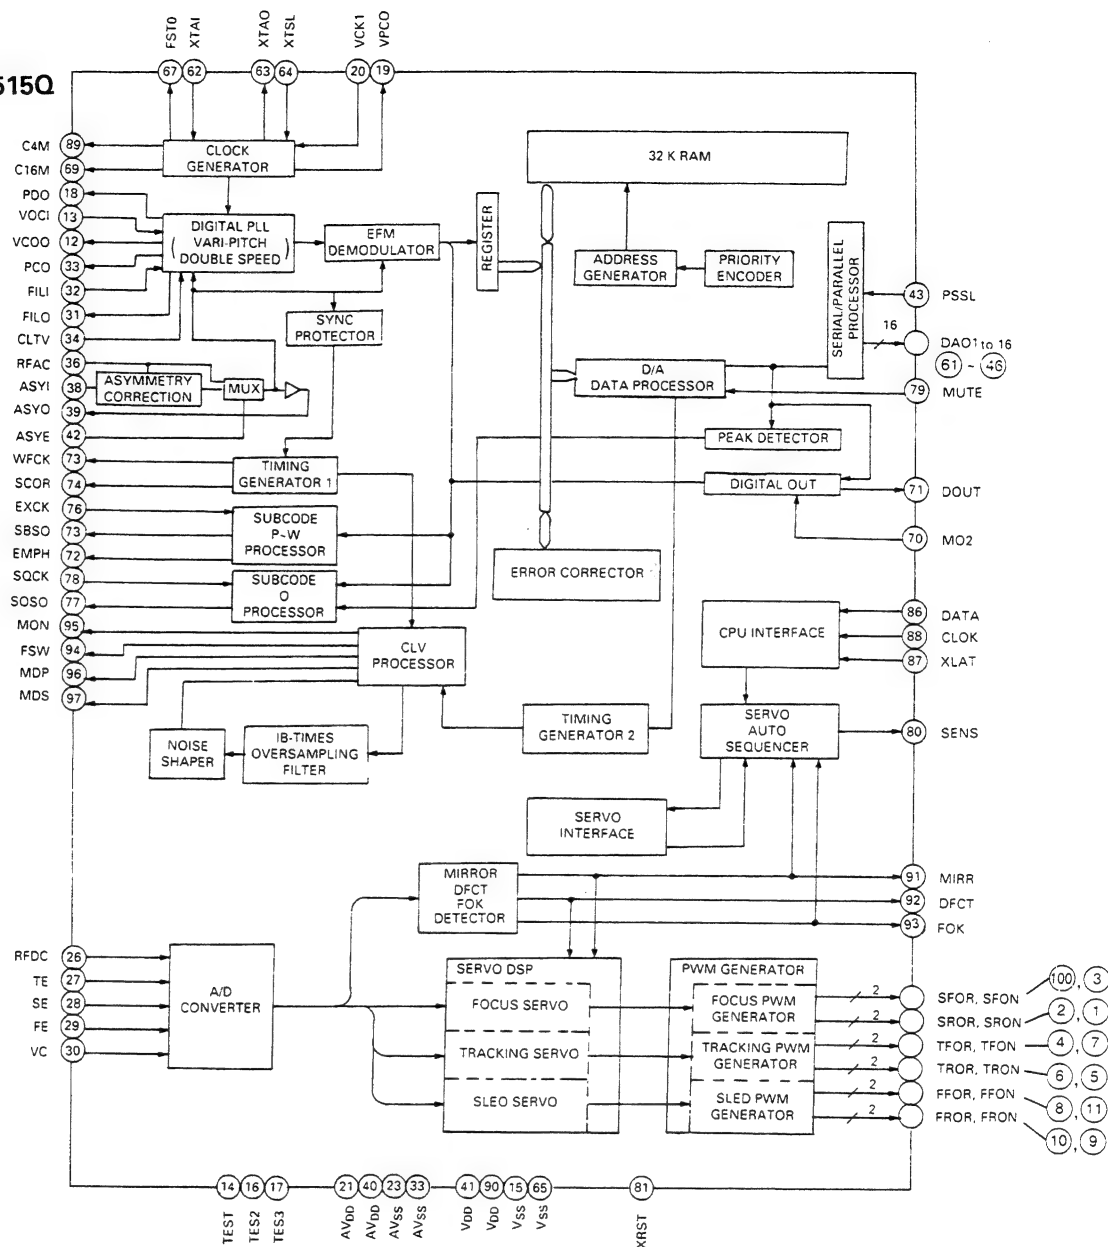 515Q
FSTO
XTAI
XTAO
XTSL
VCK1
VPCO
67
62
63
64
20
19
C4M 89
C16M 69
PDO 18
VOCI 13
VCOO 12
PCO 33
FILI 32
FILO 31
CLTV 34
RFAC 36
ASYI 38
ASYO 39
ASYE 42
WFCK 73
SCOR 74
EXCK 76
SBSO 73
EMPH 72
SQCK 78
SOSO 77
MON 95
FSW 94
MDP 96
MDS 97
CLOCK
GENERATOR
DIGITAL PLL
VARI-PITCH
DOUBLE SPEED
EFM
DEMODULATOR
REGISTER
32 K RAM
ADDRESS
GENERATOR
PRIORITY
ENCODER
SERIAL/PARALLEL
PROCESSOR
SYNC
PROTECTOR
ASYMMETRY
CORRECTION
MUX
D/A
DATA PROCESSOR
PEAK DETECTOR
DIGITAL OUT
TIMING
GENERATOR 1
SUBCODE
P~W
PROCESSOR
SUBCODE
O
PROCESSOR
ERROR CORRECTOR
CLV
PROCESSOR
CPU INTERFACE
NOISE
SHAPER
IB-TIMES
OVERSAMPLING
FILTER
TIMING
GENERATOR 2
SERVO
AUTO
SEQUENCER
SERVO
INTERFACE
43 PSSL
16
DAO1 to 16
61 ~ 46
79 MUTE
71 DOUT
70 MO2
86 DATA
88 CLOK
87 XLAT
80 SENS
MIRROR
DFCT
FOK
DETECTOR
91 MIRR
92 DFCT
93 FOK
RFDC 26
TE 27
SE 28
FE 29
VC 30
A/D
CONVERTER
SERVO DSP
FOCUS SERVO
TRACKING SERVO
SLEO SERVO
PWM GENERATOR
FOCUS PWM
GENERATOR
TRACKING PWM
GENERATOR
SLED PWM
GENERATOR
2 SFOR, SFON 100, 3
2 SROR, SRON 2, 1
2 TFOR, TFON 4, 7
2 TROR, TRON 6, 5
2 FFOR, FFON 8, 11
2 FROR, FRON 10, 9
14
16
17
21
40
23
33
41
90
15
65
81
TEST
TES2
TES3
AVDD
AVDD
AVSS
AVSS
VDD
VDD
VSS
VSS
XRST